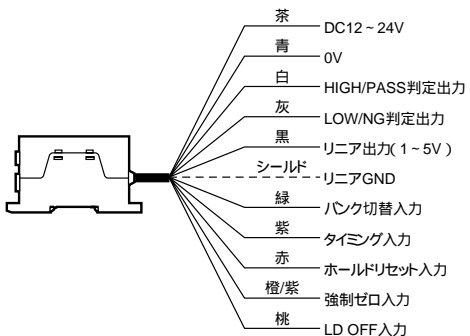 茶 DC12～24V
青 0V
白 HIGH/PASS判定出力
灰 LOW/NG判定出力
黒 リニア出力(1～5V)
シールド リニアGND
緑 バンク切替入力
紫 タイミング入力
赤 ホールドリセット入力
橙/紫 強制ゼロ入力
桃 LD OFF入力